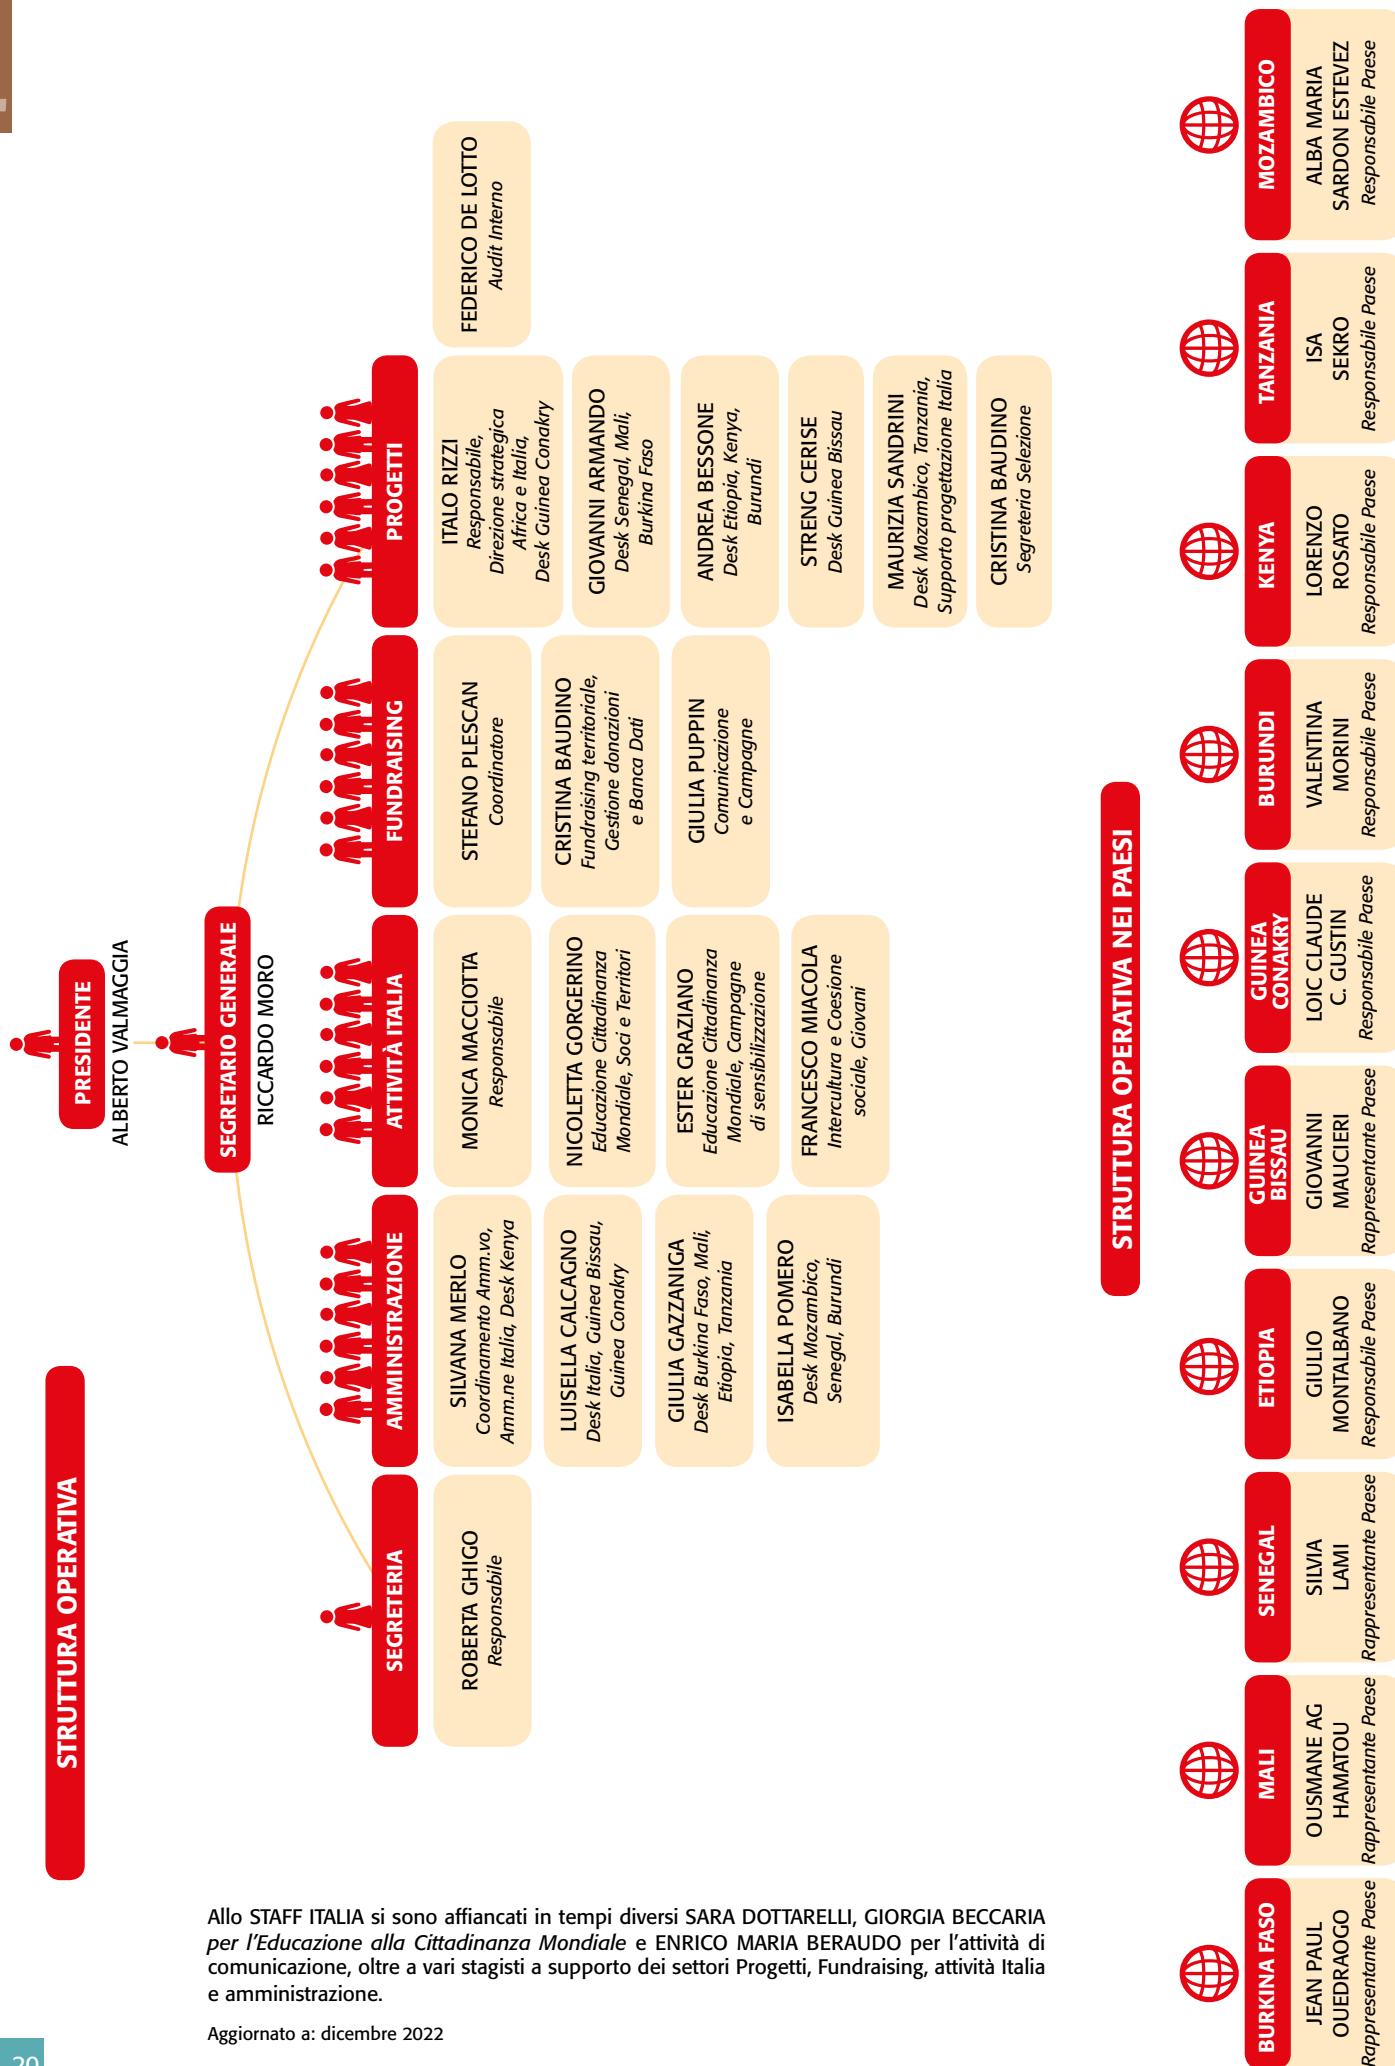 STRUTTURA OPERATIVA
PRESIDENTE
ALBERTO VALMAGGIA
SEGRETARIO GENERALE
RICCARDO MORO
SEGRETERIA
ROBERTA GHIGO
Responsabile
AMMINISTRAZIONE
SILVANA MERLO
Coordinamento Amm.vo,
Amm.ne Italia, Desk Kenya
LUISELLA CALCAGNO
Desk Italia, Guinea Bissau,
Guinea Conakry
GIULIA GAZZANIGA
Desk Burkina Faso, Mali,
Etiopia, Tanzania
ISABELLA POMERO
Desk Mozambico,
Senegal, Burundi
ATTIVITÀ ITALIA
MONICA MACCIOTTA
Responsabile
NICOLETTA GORGERINO
Educazione Cittadinanza
Mondiale, Soci e Territori
ESTER GRAZIANO
Educazione Cittadinanza
Mondiale, Campagne
di sensibilizzazione
FRANCESCO MIACOLA
Intercultura e Coesione
sociale, Giovani
FUNDRAISING
STEFANO PLESCAN
Coordinatore
CRISTINA BAUDINO
Fundraising territoriale,
Gestione donazioni
e Banca Dati
GIULIA PUPPIN
Comunicazione
e Campagne
PROGETTI
ITALO RIZZI
Responsabile,
Direzione strategica
Africa e Italia,
Desk Guinea Conakry
GIOVANNI ARMANDO
Desk Senegal, Mali,
Burkina Faso
ANDREA BESSONE
Desk Etiopia, Kenya,
Burundi
STRENG CERISE
Desk Guinea Bissau
MAURIZIA SANDRINI
Desk Mozambico, Tanzania,
Supporto progettazione Italia
CRISTINA BAUDINO
Segreteria Selezione
FEDERICO DE LOTTO
Audit Interno
STRUTTURA OPERATIVA NEI PAESI
BURKINA FASO
JEAN PAUL
OUEDRAOGO
Rappresentante Paese
MALI
OUSMANE AG
HAMATOU
Rappresentante Paese
SENEGAL
SILVIA
LAMI
Rappresentante Paese
ETIOPIA
GIULIO
MONTALBANO
Responsabile Paese
GUINEA
BISSAU
GIOVANNI
MAUCIERI
Rappresentante Paese
GUINEA
CONAKRY
LOIC CLAUDE
C. GUSTIN
Responsabile Paese
BURUNDI
VALENTINA
MORINI
Responsabile Paese
KENYA
LORENZO
ROSATO
Responsabile Paese
TANZANIA
ISA
SEKRO
Responsabile Paese
MOZAMBICO
ALBA MARIA
SARDON ESTEVEZ
Responsabile Paese
Allo STAFF ITALIA si sono affiancati in tempi diversi SARA DOTTARELLI, GIORGIA BECCARIA
per l'Educazione alla Cittadinanza Mondiale e ENRICO MARIA BERAUDO per l'attività di
comunicazione, oltre a vari stagisti a supporto dei settori Progetti, Fundraising, attività Italia
e amministrazione.
Aggiornato a: dicembre 2022
20